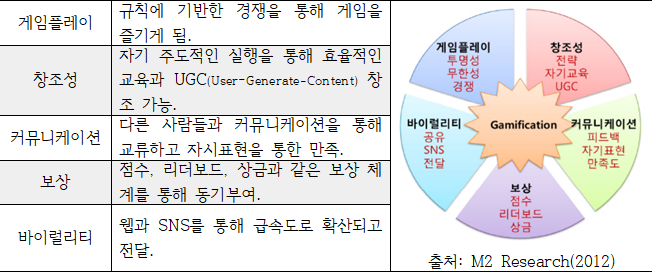 게임플레이
규칙에 기반한 경쟁을 통해 게임을
즐기게 됨.
창조성
자기 주도적인 실행을 통해 효율적인
교육과 UGC(User-Generate-Content) 창
조 가능.
커뮤니케이션
다른 사람들과 커뮤니케이션을 통해
교류하고 자시표현을 통한 만족.
보상
점수, 리더보드, 상금과 같은 보상 체
계를 통해 동기부여.
바이럴리티
웹과 SNS를 통해 급속도로 확산되고
전달.
게임플레이
투명성
무한성
경쟁
창조성
전략
자기교육
UGC
바이럴리티
공유
SNS
전달
Gamification
커뮤니케이션
피드백
자기표현
만족도
보상
점수
리더보드
상금
출처: M2 Research(2012)